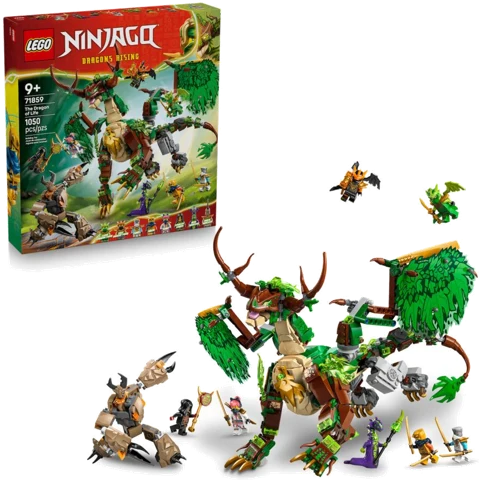 LEGO
NINJAGO
DRAGONS RISING
9+
71859
The Dragon
of Life
1050
pcs/pzs